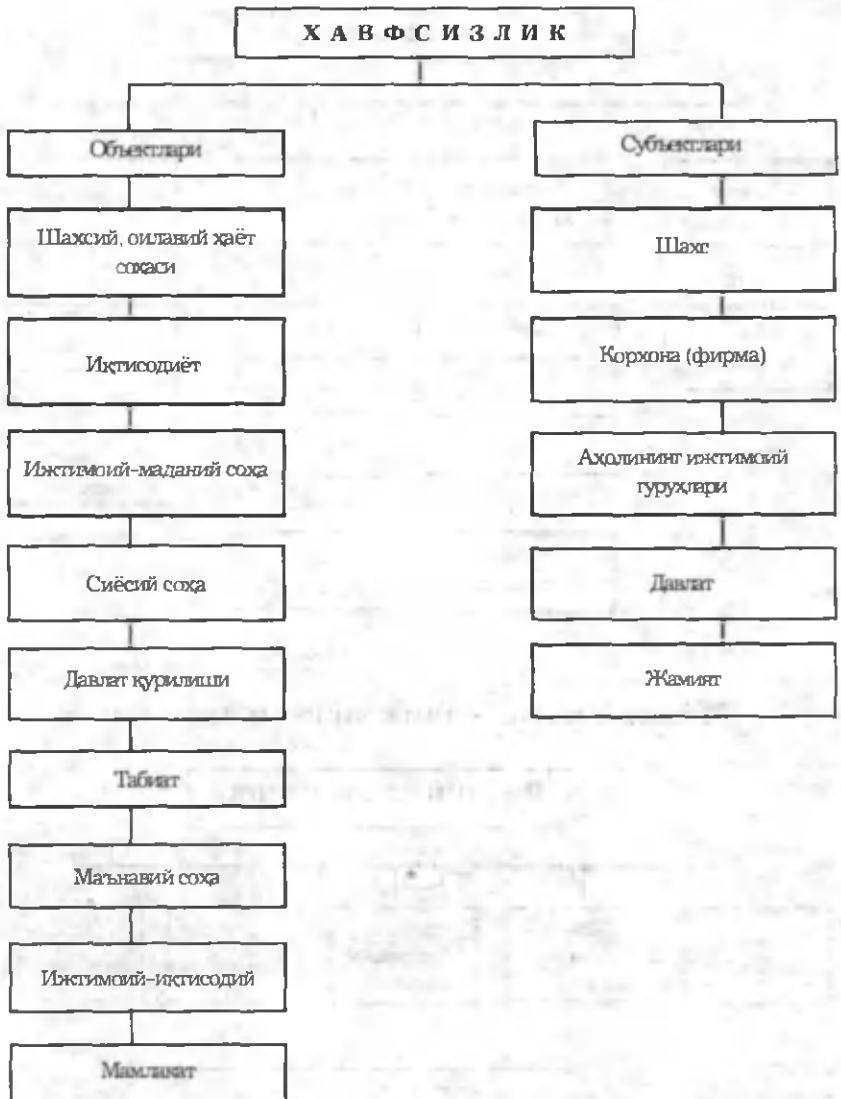 ХАВФСИЗЛИК
Объектлари
Шахсий, оилавий ҳаёт
соҳаси
Иқтисодиёт
Ижтимоий-маданий соҳа
Сиёсий соҳа
Давлат қурилиши
Табиат
Маънавий соҳа
Ижтимоий-иқтисодий
Мамлакат
Субъектлари
Шахс
Корхона (фирма)
Аҳолининг ижтимоий
гуруҳлари
Давлат
Жамият